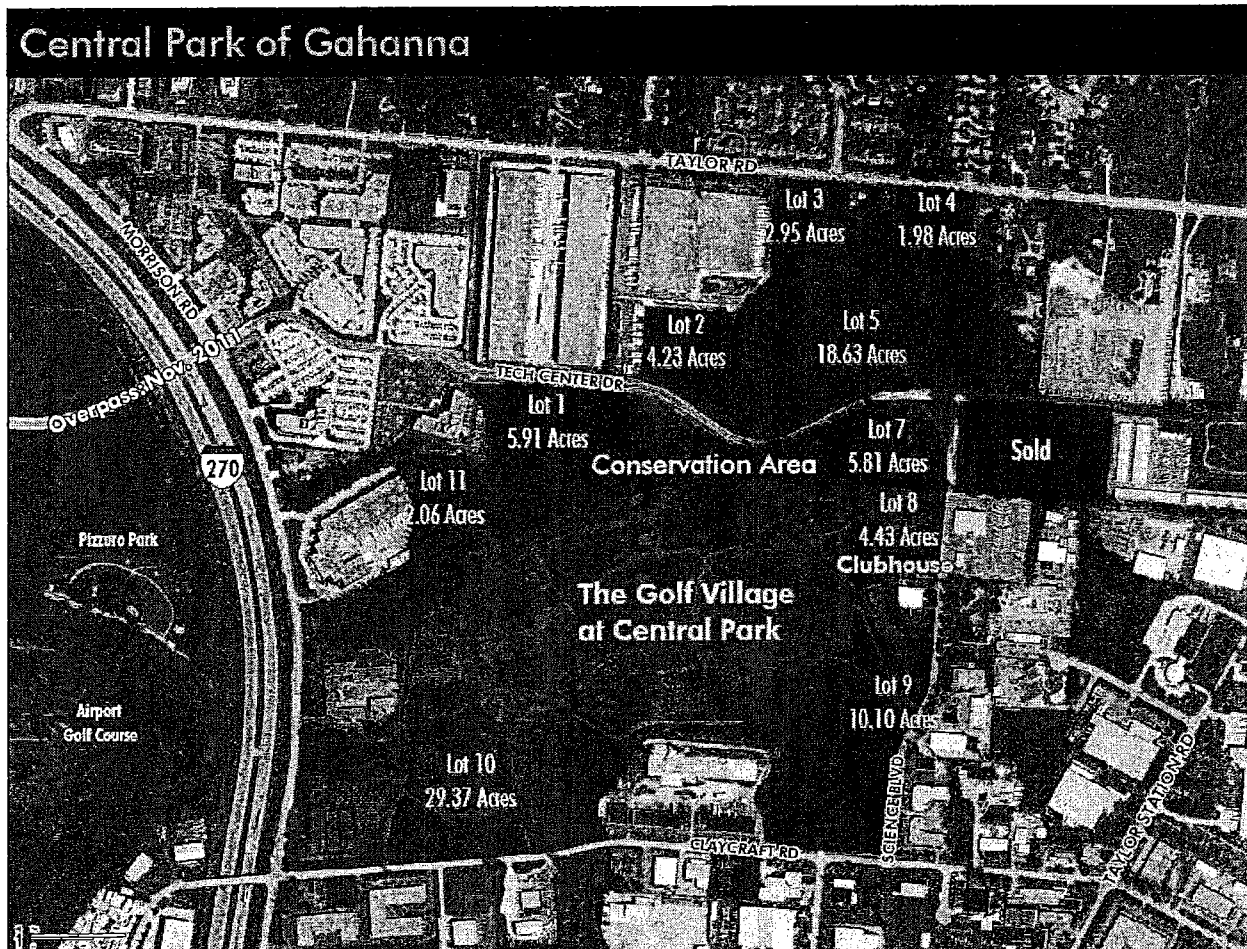 Central Park of Gahanna
TAYLOR RD
Lot 3
2.95 Acres
Lot 4
1.98 Acres
MORRISON RD
Overpass: Nov. 2011
Lot 2
4.23 Acres
Lot 5
18.63 Acres
TECH CENTER DR
Lot 1
5.91 Acres
Lot 7
5.81 Acres
Sold
Conservation Area
270
Lot 11
2.06 Acres
Lot 8
4.43 Acres
Clubhouse
Pizzuro Park
The Golf Village
at Central Park
Airport
Golf Course
Lot 9
10.10 Acres
Lot 10
29.37 Acres
SCIENCE BLVD
TAYLOR STATION RD
CLAYCRAFT RD